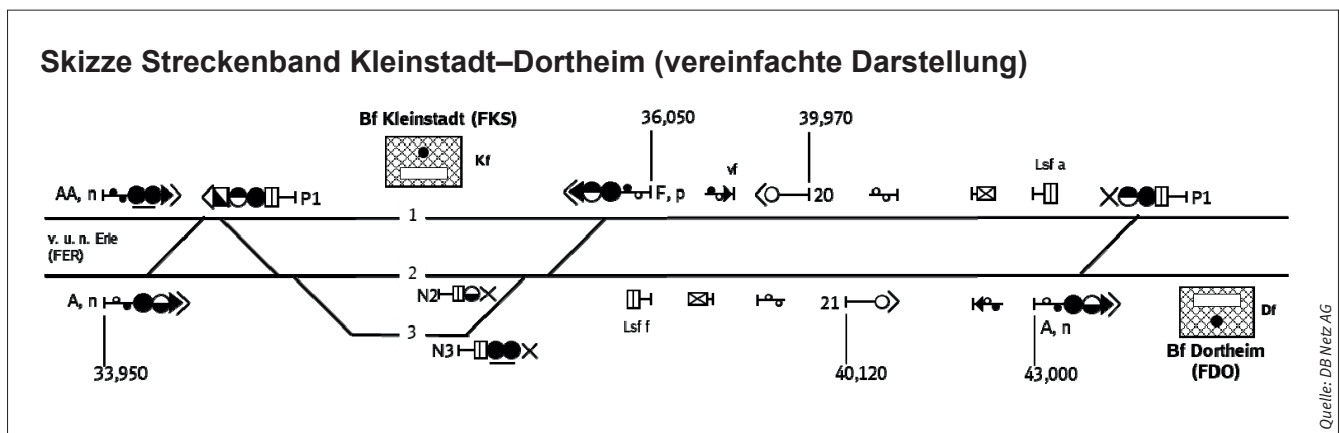 Skizze Streckenband Kleinstadt–Dortheim (vereinfachte Darstellung)
Bf Kleinstadt (FKS)
Kf
36,050
39,970
AA, n
P1
F, p
vf
20
Lsf a
P1
1
v. u. n. Erle
(FER)
2
A, n
N2
Lsf f
21
A, n
Df
3
N3
Bf Dortheim
(FDO)
33,950
40,120
43,000
Quelle: DB Netz AG